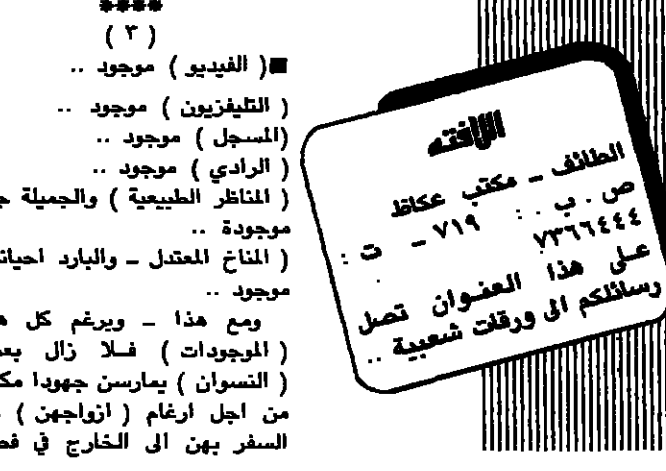 ****
( ٣ )
■( الفيديو ) موجود ..
( التليفزيون ) موجود ..
(المسجل ) موجود ..
( الرادي ) موجود ..
( المناظر الطبيعية ) والجميلة
موجودة ..
( المناخ المعتدل – والبارد
موجود ..
ومع هذا – وبرغم كل
( الموجودات ) فلا زال
( النسوان ) يمارسن جهودا
من اجل ارغام ( ازواجهن )
السفر بهن الى الخارج في
اللافته
الطائف – مكتب عكاظ
ص . ب . : ٧١٩ – ت :
٧٣٦٦٤٤٤
على هذا العنوان تصل
رسائلكم الى ورقات شعبية ..